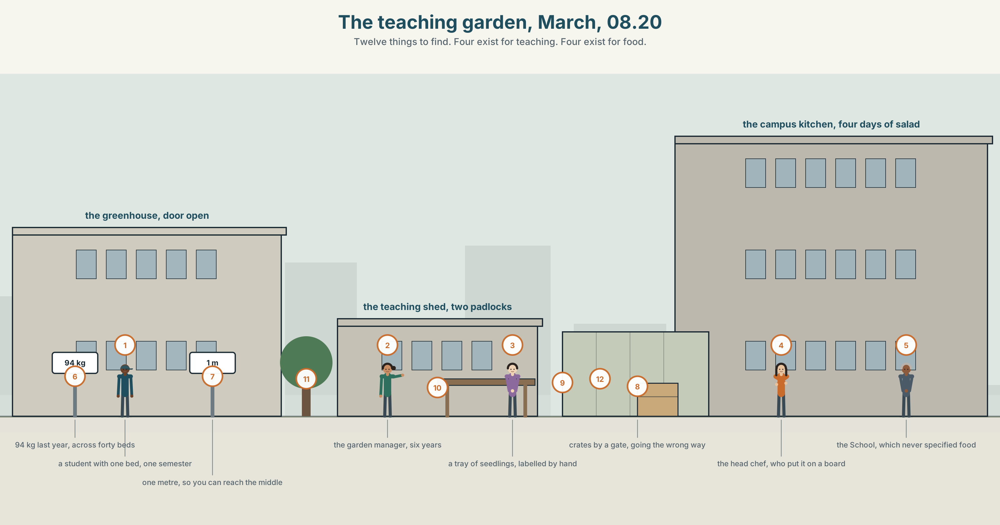 The teaching garden, March, 08.20
Twelve things to find. Four exist for teaching. Four exist for food.
the campus kitchen, four days of salad
the greenhouse, door open
the teaching shed, two padlocks
1
2
3
4
5
94 kg
1 m
6
7
11
10
9
12
8
94 kg last year, across forty beds
the garden manager, six years
crates by a gate, going the wrong way
the School, which never specified food
a student with one bed, one semester
a tray of seedlings, labelled by hand
the head chef, who put it on a board
one metre, so you can reach the middle